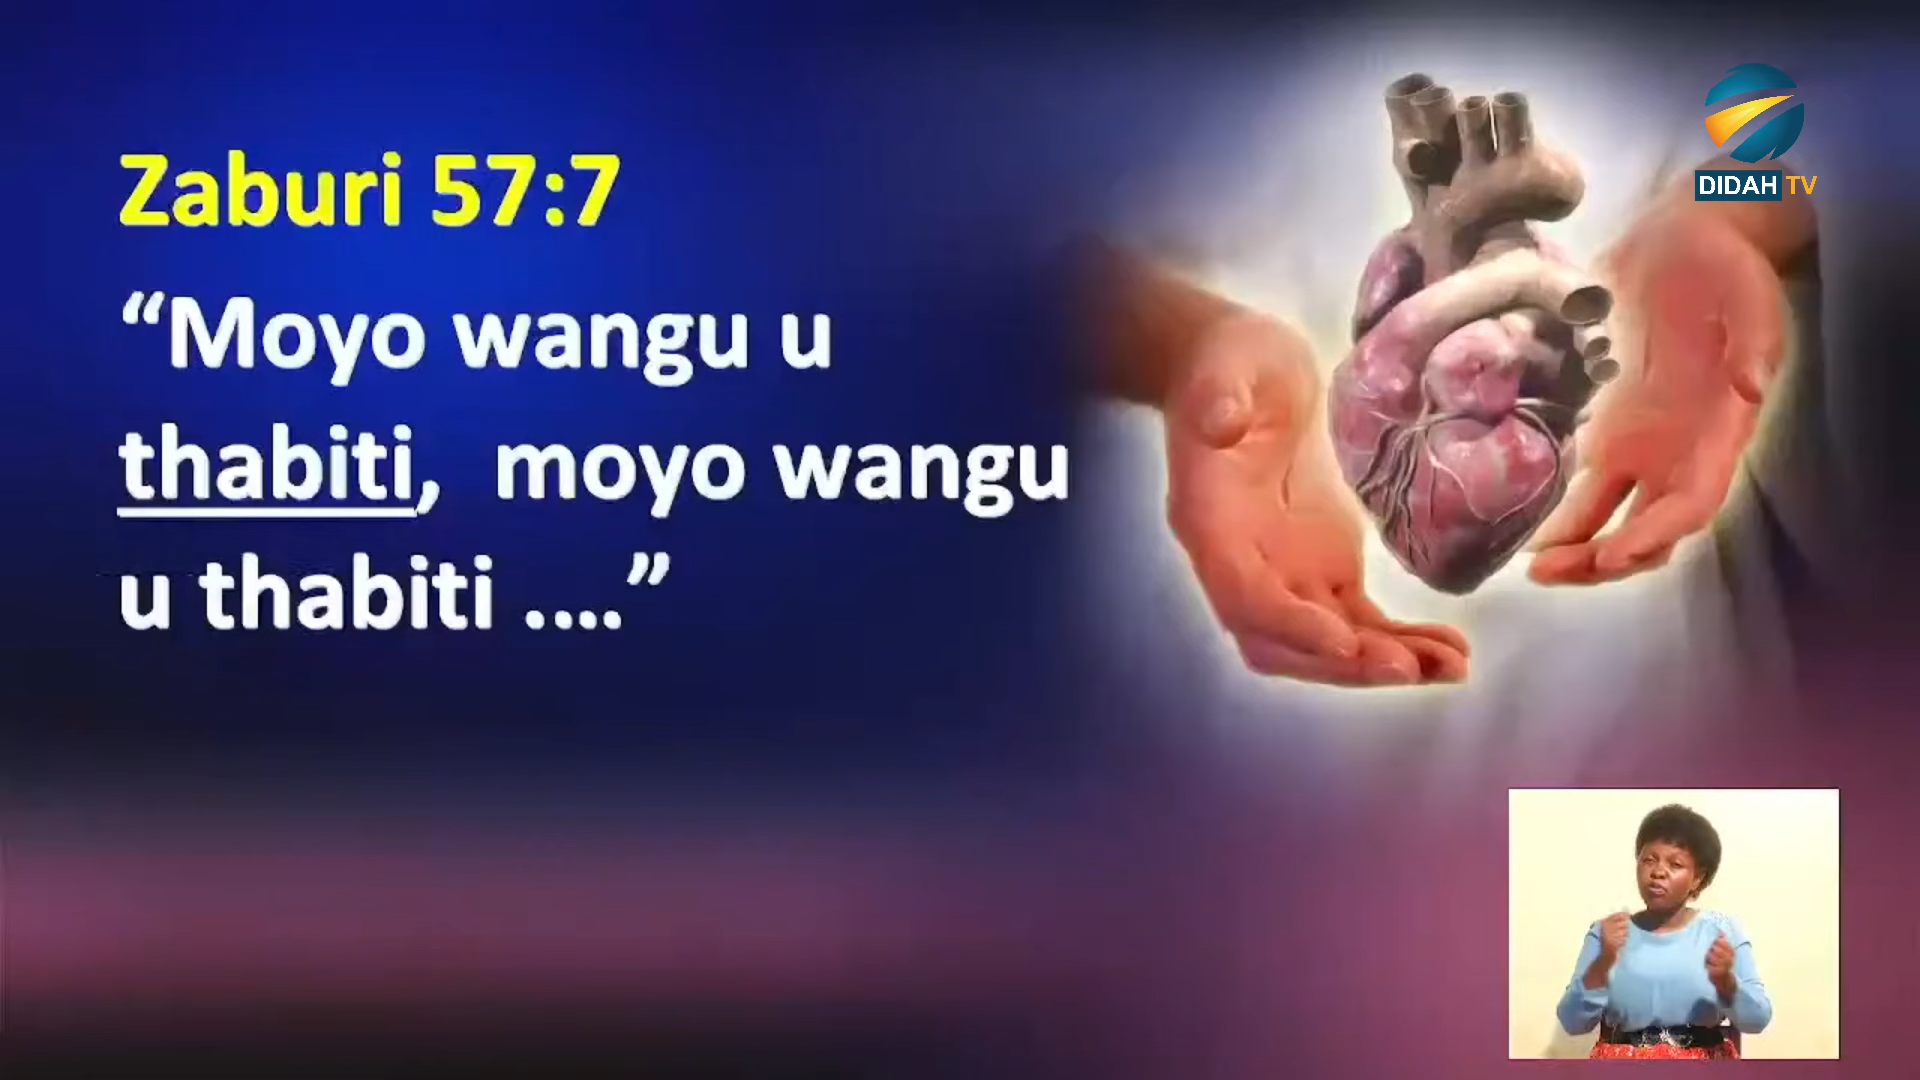 Zaburi 57:7
“Moyo wangu u
thabiti,  moyo wangu
u thabiti ....”
DIDAH TV